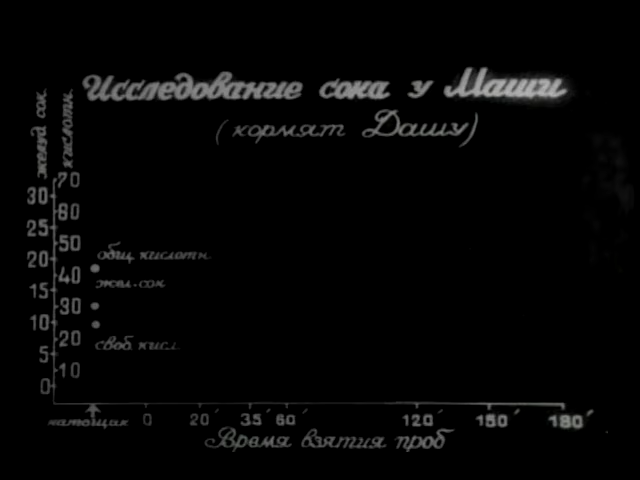 Исследование сока у Маши
(кормят Дашу)
желуд сок.
кислотн.
30
25
20
15
10
5
0
70
80
50
40
30
20
10
общ. кислотн.
жел. сок
своб. кисл.
натощак 0 20´ 35´ 60´ 120´ 150´ 180´
Время взятия проб